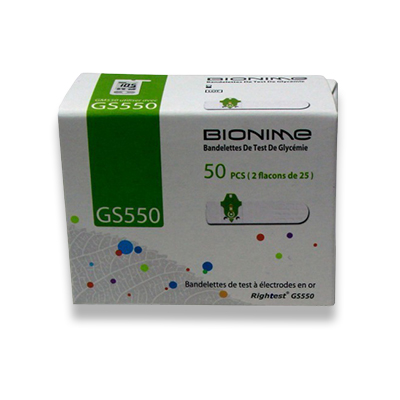 GS550
BIONIME
Bandelettes De Test De Glycémie
50 PCS ( 2 flacons de 25 )
GS550
Bandelettes de test à électrodes en or
Rightest® GS550